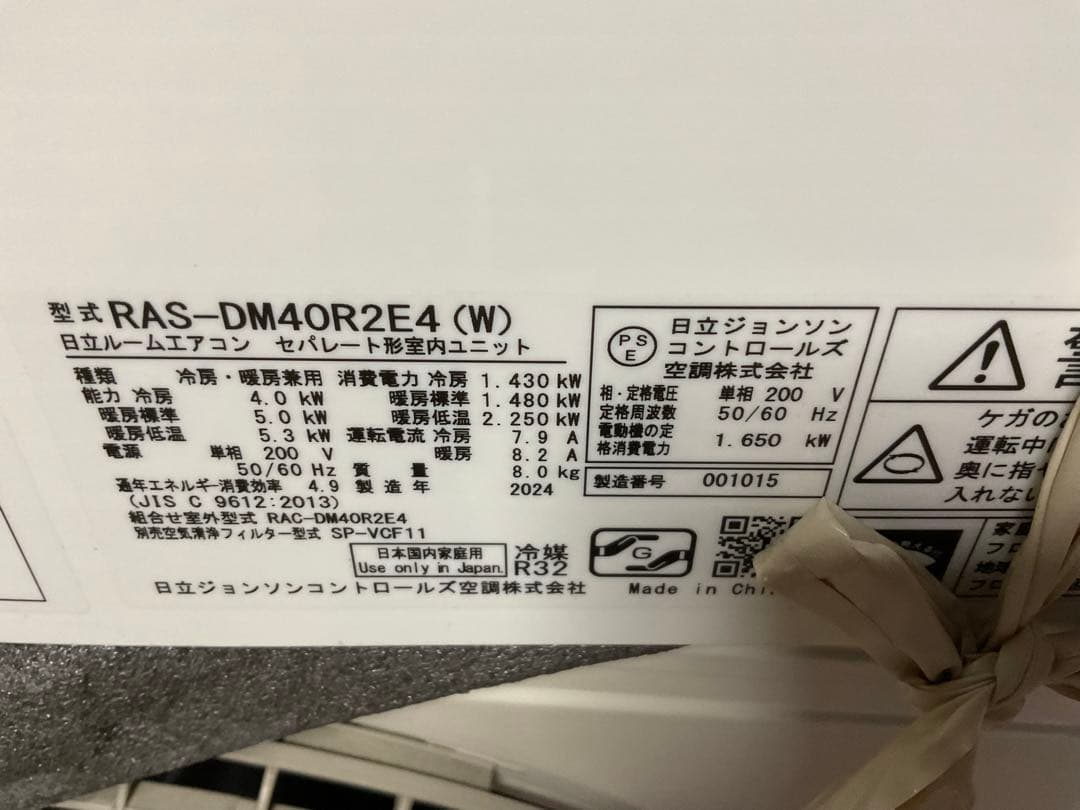 型式 RAS-DM40R2E4(W)
日立ルームエアコン セパレート形室内ユニット
種類 冷房・暖房兼用
能力 冷房 4.0 kW
暖房標準 5.0 kW
暖房低温 5.3 kW
電源 単相 200 V
50/60 Hz
消費電力 冷房 1.430 kW
暖房標準 1.480 kW
暖房低温 2.250 kW
運転電流 冷房 7.9 A
暖房 8.2 A
質量 8.0 kg
通年エネルギー消費効率 4.9
製造年 2024
(JIS C 9612:2013)
組合せ室外型式 RAC-DM40R2E4
別売空気清浄フィルター型式 SP-VCF11
日本国内家庭用
Use only in Japan.
冷媒
R32
日立ジョンソンコントロールズ空調株式会社
PS
E
日立ジョンソン
コントロールズ
空調株式会社
相・定格電圧 単相 200 V
定格周波数 50/60 Hz
電動機の定
格消費電力 1.650 kW
製造番号 001015
G
Made in
ケガの
運転中
奥に指
入れない